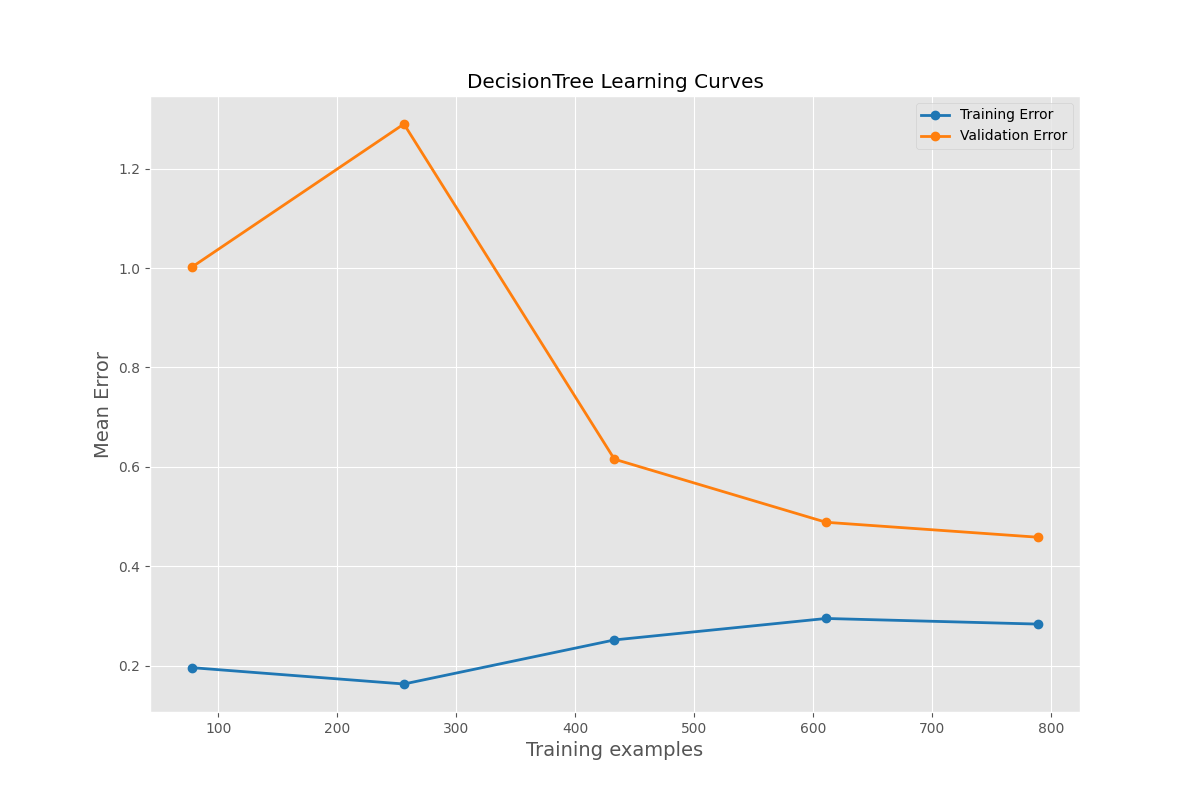 DecisionTree Learning Curves
Training Error
Validation Error
1.2
1.0
0.8
0.6
0.4
0.2
Mean Error
100 200 300 400 500 600 700 800
Training examples